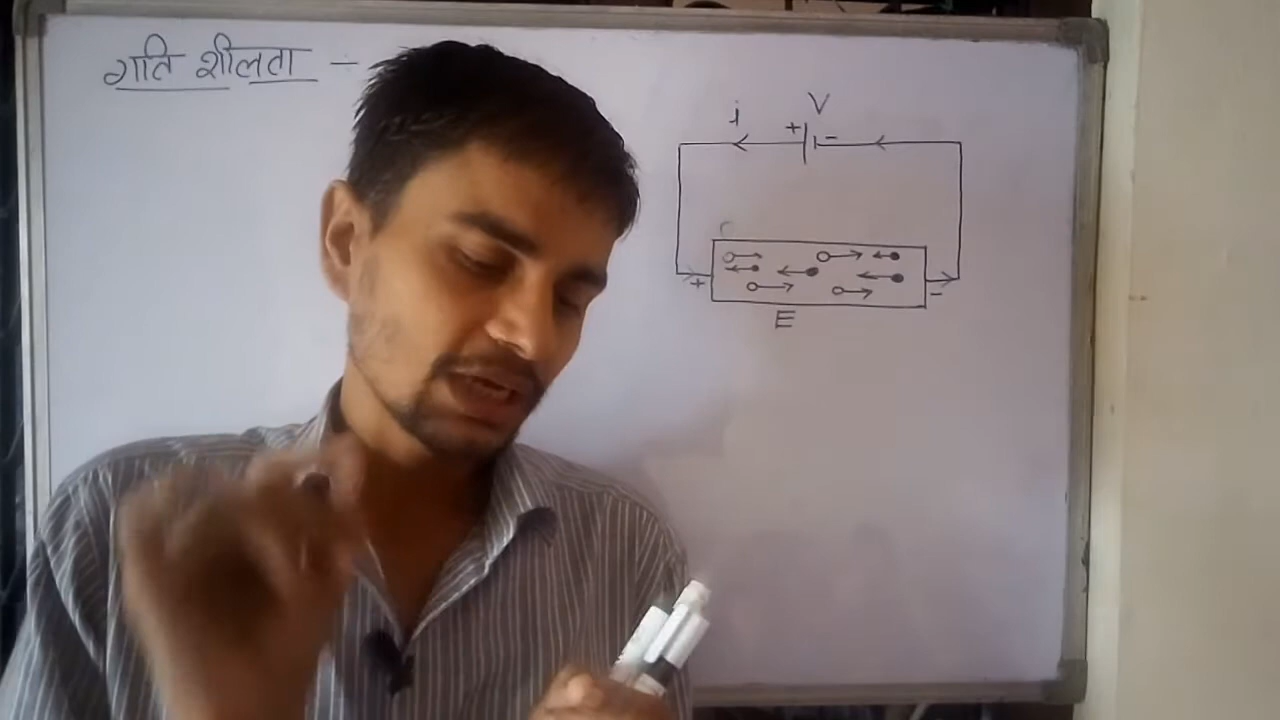 गति शीलता -
V
i
+ -
+ -
E